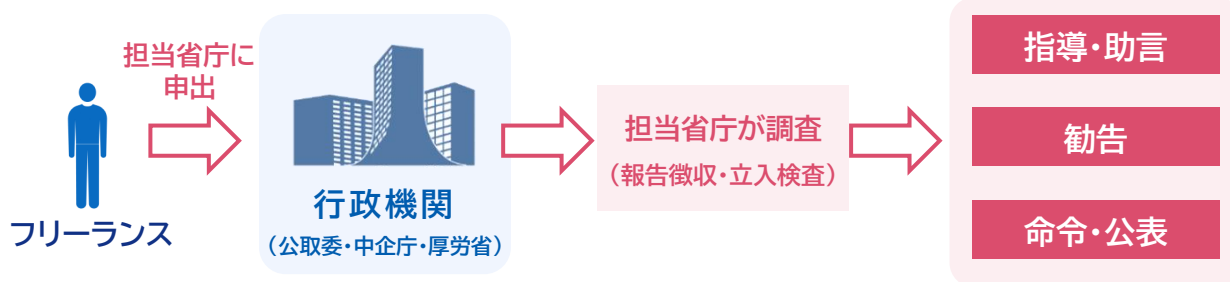 フリーランス
担当省庁に
申出
行政機関
（公取委・中企庁・厚労省）
担当省庁が調査
（報告徴収・立入検査）
指導・助言
勧告
命令・公表